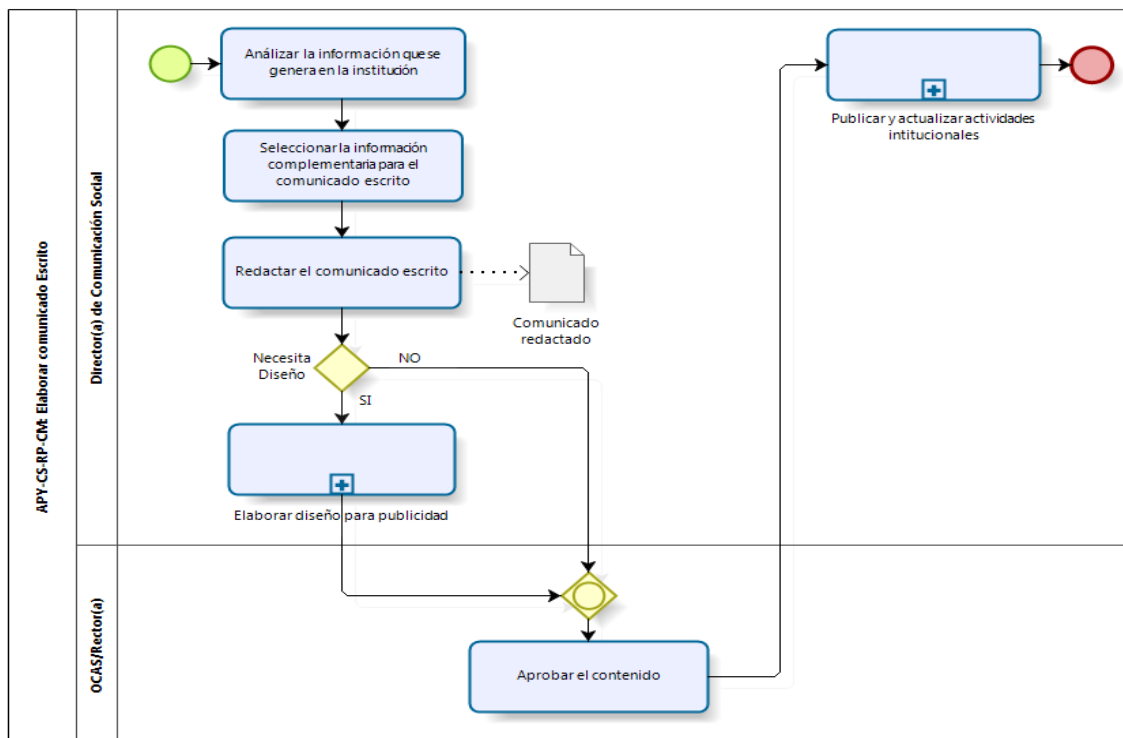 APY-CS-RP-CM: Elaborar comunicado Escrito
Director(a) de Comunicación Social
Análizar la información que se
genera en la institución
Seleccionar la información
complementaria para el
comunicado escrito
Redactar el comunicado escrito
Comunicado
redactado
Necesita
Diseño
NO
SI
Elaborar diseño para publicidad
Publicar y actualizar actividades
intitucionales
OCAS/Rector(a)
Aprobar el contenido